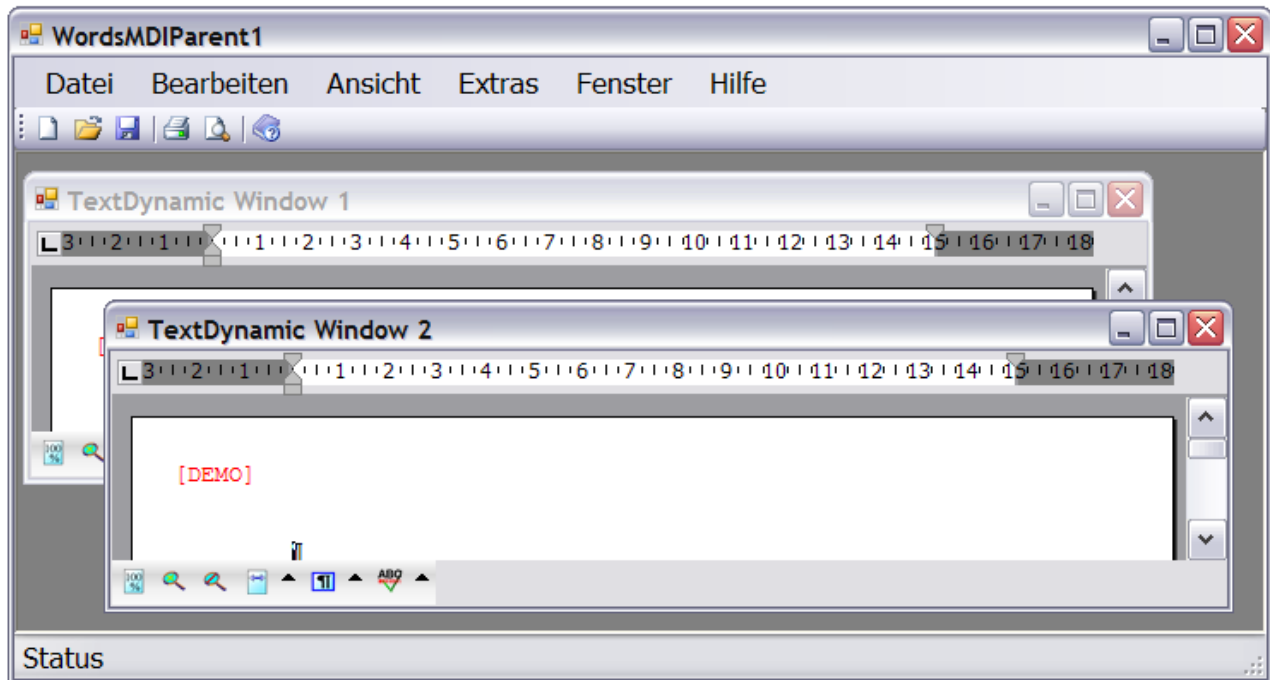 WordsMDIParent1
Datei Bearbeiten Ansicht Extras Fenster Hilfe
TextDynamic Window 1
L 3 2 1 1 2 3 4 5 6 7 8 9 10 11 12 13 14 15 16 17 18
TextDynamic Window 2
L 3 2 1 1 2 3 4 5 6 7 8 9 10 11 12 13 14 15 16 17 18
100 %
[DEMO]
¶
100 % ¶ ABC
Status